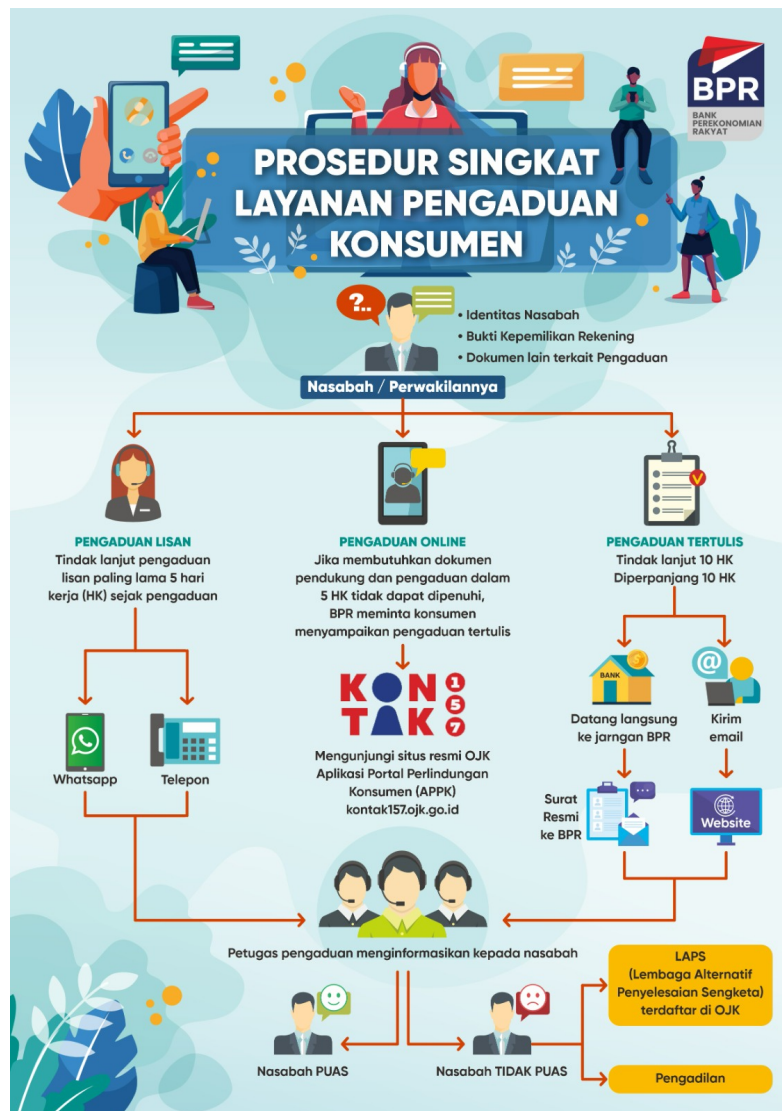 BPR
BANK
PEREKONOMIAN
RAKYAT
PROSEDUR SINGKAT
LAYANAN PENGADUAN
KONSUMEN
?..
• Identitas Nasabah
• Bukti Kepemilikan Rekening
• Dokumen lain terkait Pengaduan
Nasabah / Perwakilannya
PENGADUAN LISAN
Tindak lanjut pengaduan
lisan paling lama 5 hari
kerja (HK) sejak pengaduan
Whatsapp
Telepon
PENGADUAN ONLINE
Jika membutuhkan dokumen
pendukung dan pengaduan dalam
5 HK tidak dapat dipenuhi,
BPR meminta konsumen
menyampaikan pengaduan tertulis
KONTAK 157
Mengunjungi situs resmi OJK
Aplikasi Portal Perlindungan
Konsumen (APPK)
kontak157.ojk.go.id
PENGADUAN TERTULIS
Tindak lanjut 10 HK
Diperpanjang 10 HK
BANK
Datang langsung
ke jarngan BPR
@
Kirim
email
Surat
Resmi
ke BPR
Website
Petugas pengaduan menginformasikan kepada nasabah
Nasabah PUAS
Nasabah TIDAK PUAS
LAPS
(Lembaga Alternatif
Penyelesaian Sengketa)
terdaftar di OJK
Pengadilan